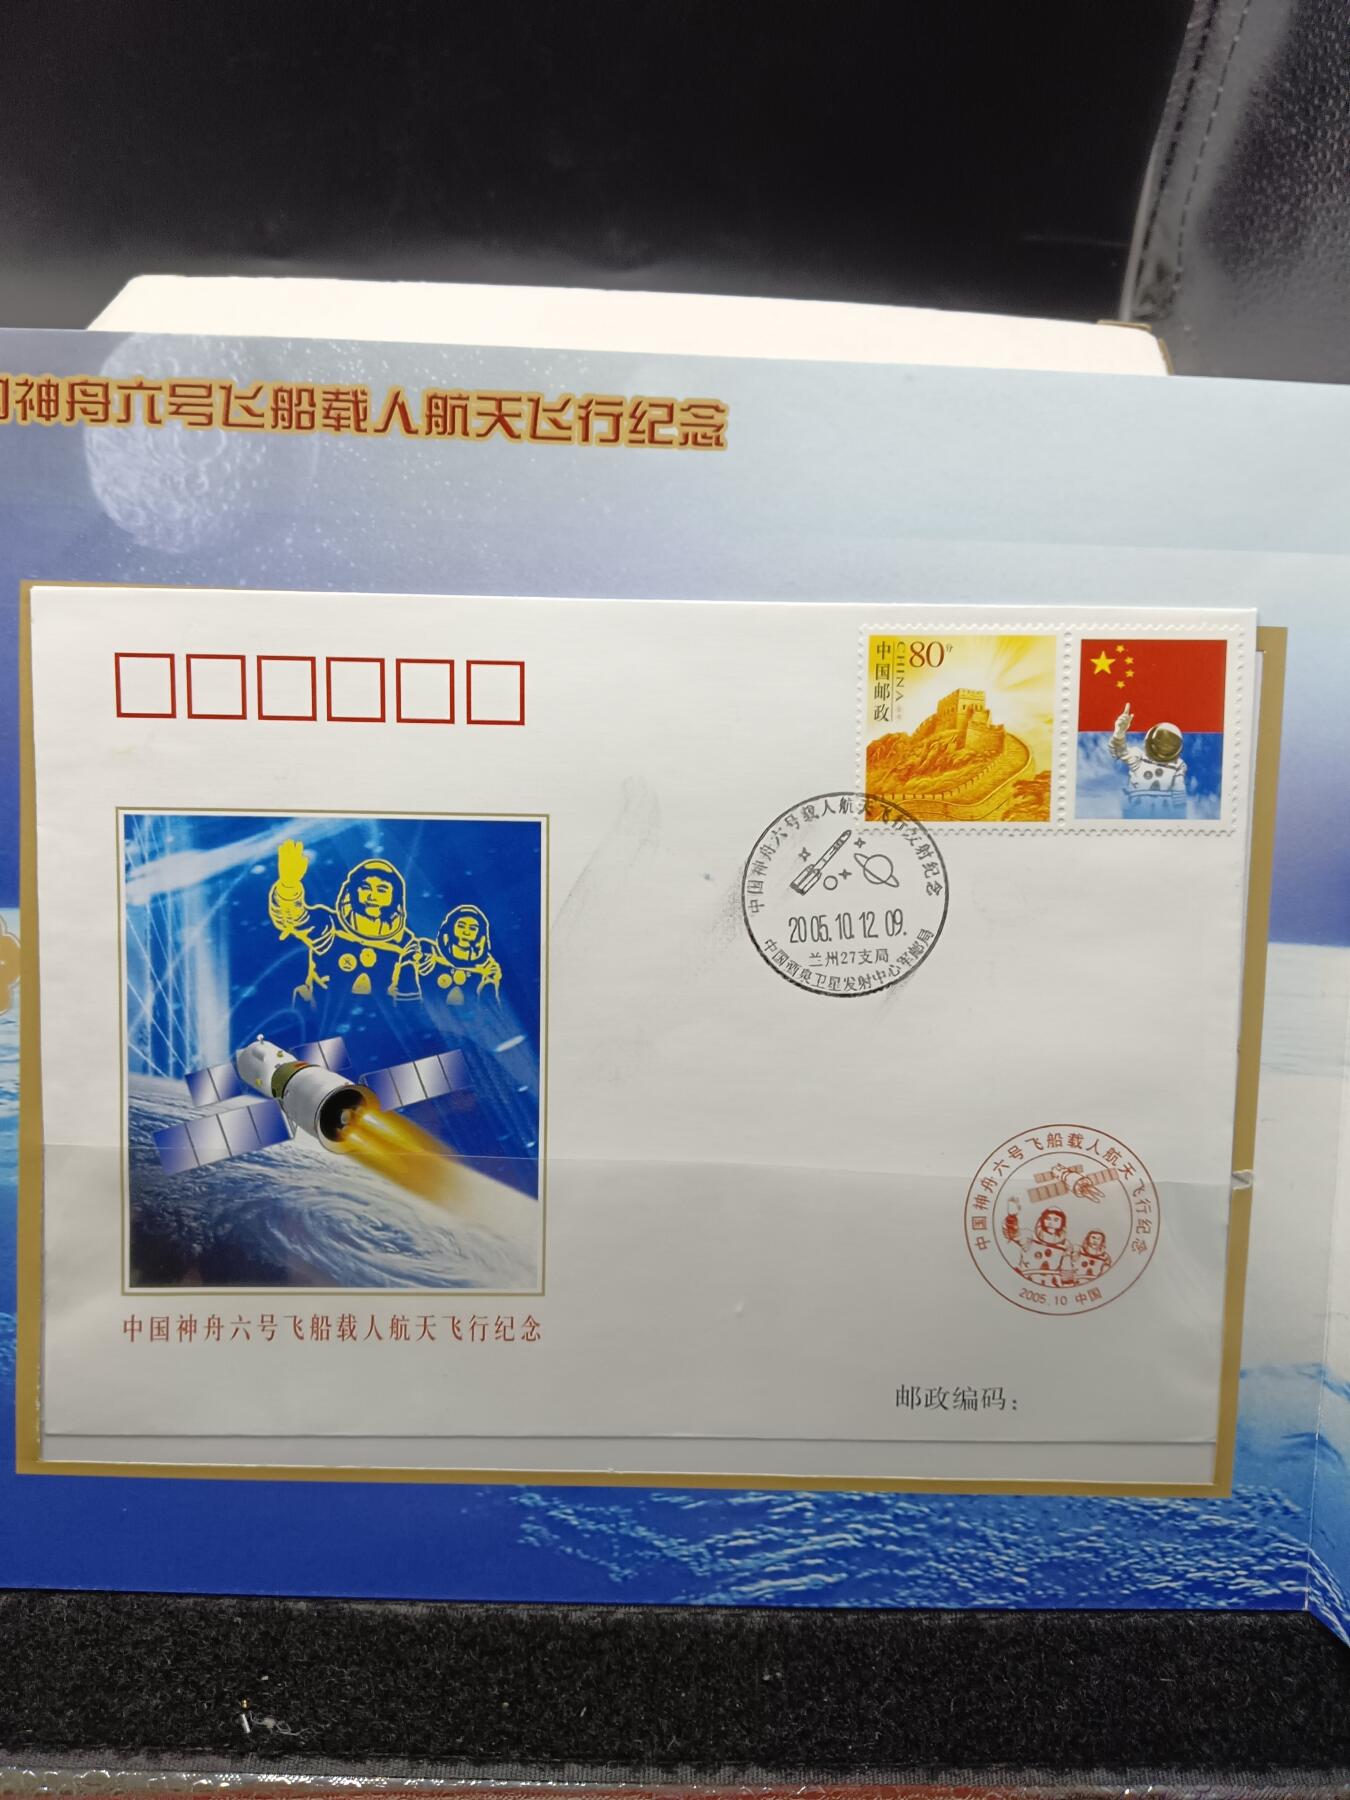 神舟六号飞船载人航天飞行纪念
中国邮政
CHINA
80分
中国神舟六号载人航天飞行发射纪念
2005.10.12.09.
兰州27支局
中国酒泉卫星发射中心军邮局
中国神舟六号飞船载人航天飞行纪念
2005.10 中国
中国神舟六号飞船载人航天飞行纪念
邮政编码：